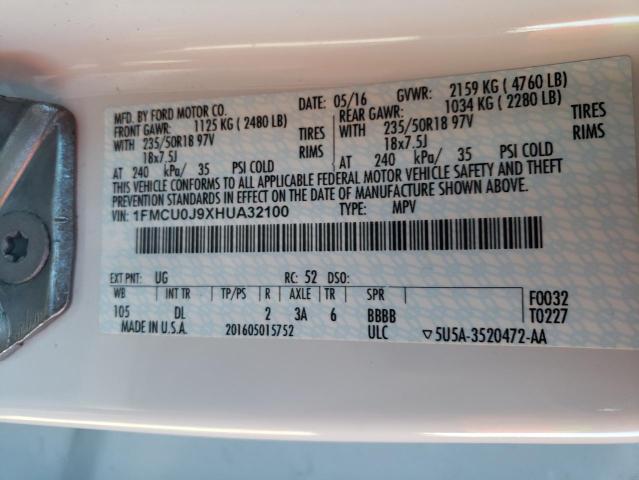 MFD. BY FORD MOTOR CO.
DATE: 05/16 GVWR: 2159 KG ( 4760 LB)
FRONT GAWR: 1125 KG ( 2480 LB) REAR GAWR: 1034 KG ( 2280 LB)
WITH 235/50R18 97V TIRES WITH 235/50R18 97V TIRES
18x7.5J RIMS 18x7.5J RIMS
AT 240 kPa/ 35 PSI COLD AT 240 kPa/ 35 PSI COLD
THIS VEHICLE CONFORMS TO ALL APPLICABLE FEDERAL MOTOR VEHICLE SAFETY AND THEFT
PREVENTION STANDARDS IN EFFECT ON THE DATE OF MANUFACTURE SHOWN ABOVE.
VIN: 1FMCU0J9XHUA32100 TYPE: MPV
EXT PNT: UG RC: 52 DSO:
WB INT TR TP/PS R AXLE TR SPR
105 DL 2 3A 6 BBBB
F0032
T0227
MADE IN U.S.A. 201605015752 ULC ▽5U5A-3520472-AA